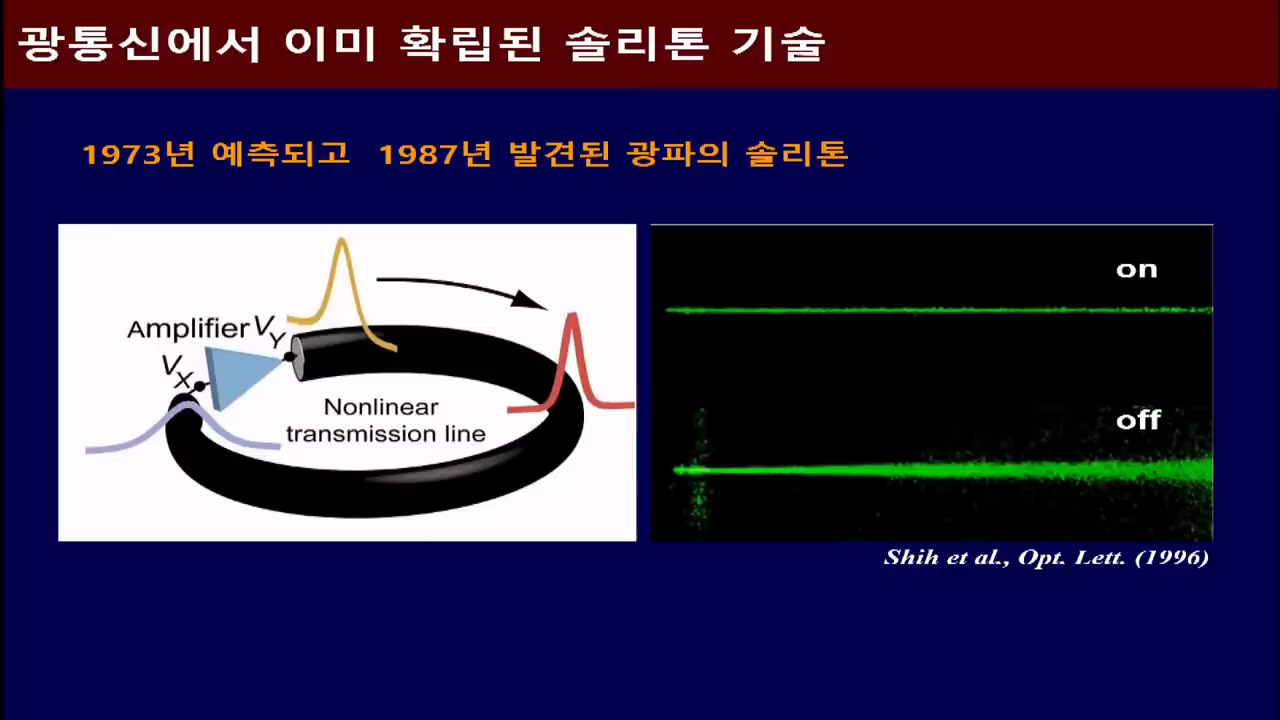 광통신에서 이미 확립된 솔리톤 기술
1973년 예측되고 1987년 발견된 광파의 솔리톤
Amplifier
V_Y
V_X
Nonlinear
transmission line
on
off
Shih et al., Opt. Lett. (1996)